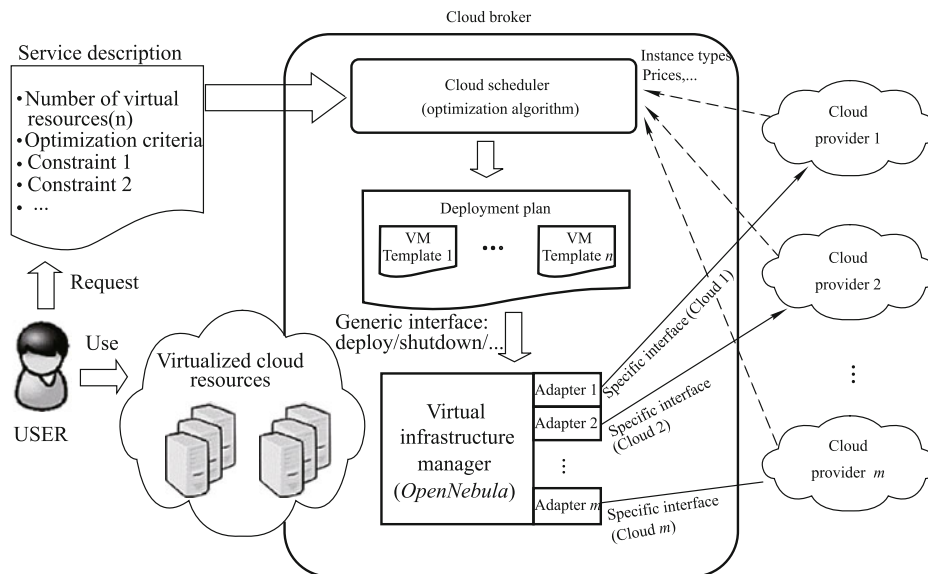 Cloud broker
Service description
• Number of virtual
resources(n)
• Optimization criteria
• Constraint 1
• Constraint 2
• ...
Request
Use
USER
Virtualized cloud
resources
Cloud scheduler
(optimization algorithm)
Instance types
Prices,...
Deployment plan
VM
Template 1
...
VM
Template n
Generic interface:
deploy/shutdown/...
Virtual
infrastructure
manager
(OpenNebula)
Adapter 1
Adapter 2
⋮
Adapter m
Specific interface (Cloud 1)
Specific interface
(Cloud 2)
Specific interface
(Cloud m)
Cloud
provider 1
Cloud
provider 2
⋮
Cloud
provider m